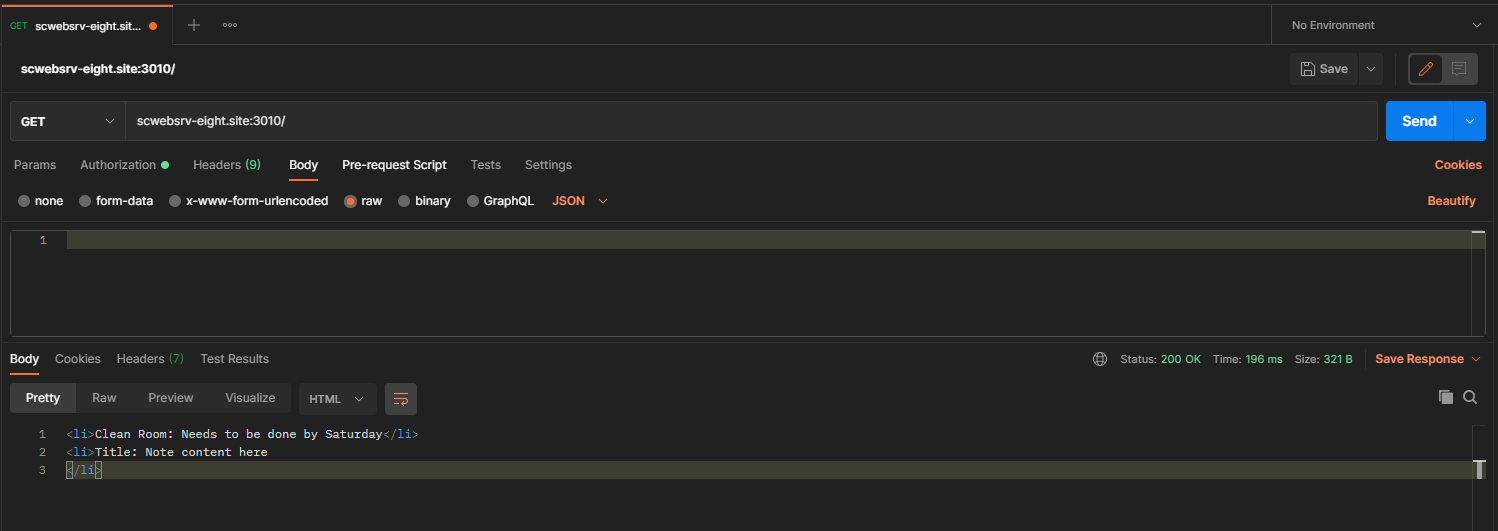 GET scwebsrv-eight.sit...
No Environment
scwebsrv-eight.site:3010/
Save
GET scwebsrv-eight.site:3010/ Send
Params Authorization Headers (9) Body Pre-request Script Tests Settings Cookies
none form-data x-www-form-urlencoded raw binary GraphQL JSON Beautify
1
Body Cookies Headers (7) Test Results Status: 200 OK Time: 196 ms Size: 321 B Save Response
Pretty Raw Preview Visualize HTML
1 <li>Clean Room: Needs to be done by Saturday</li>
2 <li>Title: Note content here
3 </li>